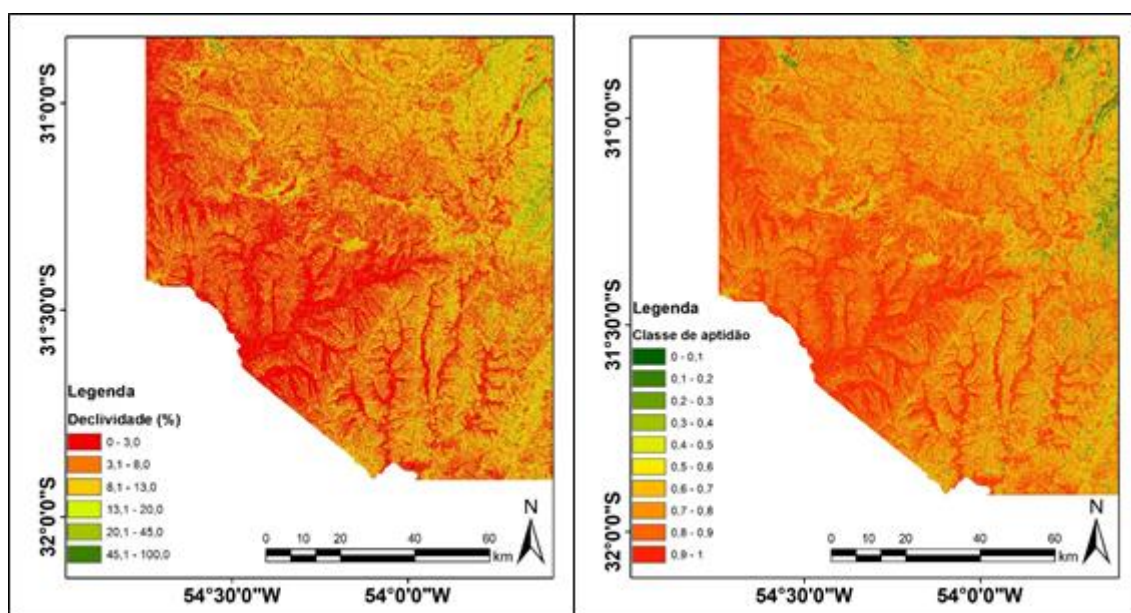 31°0'0"S
31°30'0"S
32°0'0"S
Legenda
Declividade (%)
0 - 3,0
3,1 - 8,0
8,1 - 13,0
13,1 - 20,0
20,1 - 45,0
45,1 - 100,0
0 10 20 40 60
km
N
54°30'0"W 54°0'0"W
31°0'0"S
31°30'0"S
32°0'0"S
Legenda
Classe de aptidão
0 - 0,1
0,1 - 0,2
0,2 - 0,3
0,3 - 0,4
0,4 - 0,5
0,5 - 0,6
0,6 - 0,7
0,7 - 0,8
0,8 - 0,9
0,9 - 1
0 10 20 40 60
km
N
54°30'0"W 54°0'0"W